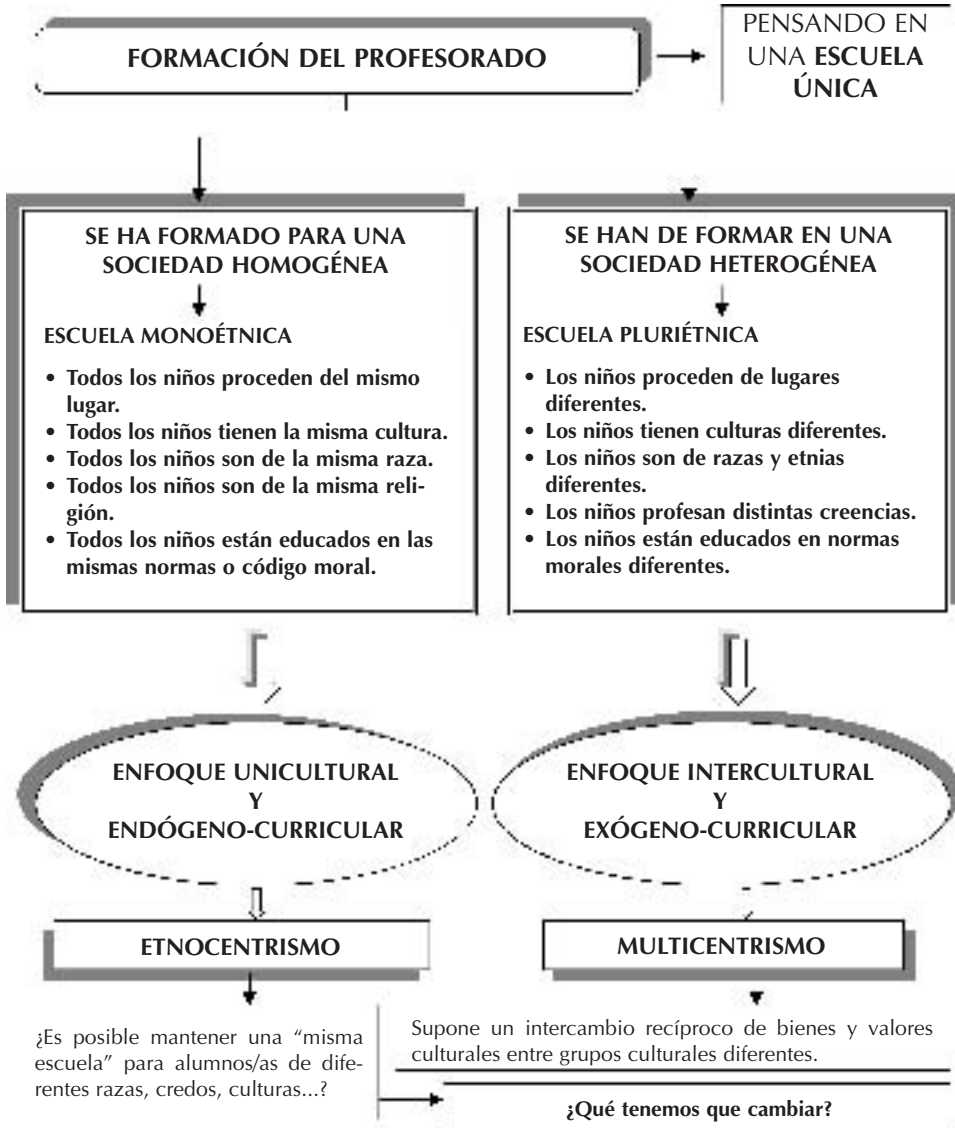 FORMACIÓN DEL PROFESORADO
PENSANDO EN
UNA ESCUELA
ÚNICA
SE HA FORMADO PARA UNA
SOCIEDAD HOMOGÉNEA
ESCUELA MONOÉTNICA
• Todos los niños proceden del mismo
lugar.
• Todos los niños tienen la misma cultura.
• Todos los niños son de la misma raza.
• Todos los niños son de la misma reli-
gión.
• Todos los niños están educados en las
mismas normas o código moral.
SE HAN DE FORMAR EN UNA
SOCIEDAD HETEROGÉNEA
ESCUELA PLURIÉTNICA
• Los niños proceden de lugares
diferentes.
• Los niños tienen culturas diferentes.
• Los niños son de razas y etnias
diferentes.
• Los niños profesan distintas creencias.
• Los niños están educados en normas
morales diferentes.
ENFOQUE UNICULTURAL
Y
ENDÓGENO-CURRICULAR
ENFOQUE INTERCULTURAL
Y
EXÓGENO-CURRICULAR
ETNOCENTRISMO
MULTICENTRISMO
¿Es posible mantener una “misma
escuela” para alumnos/as de dife-
rentes razas, credos, culturas...?
Supone un intercambio recíproco de bienes y valores
culturales entre grupos culturales diferentes.
¿Qué tenemos que cambiar?